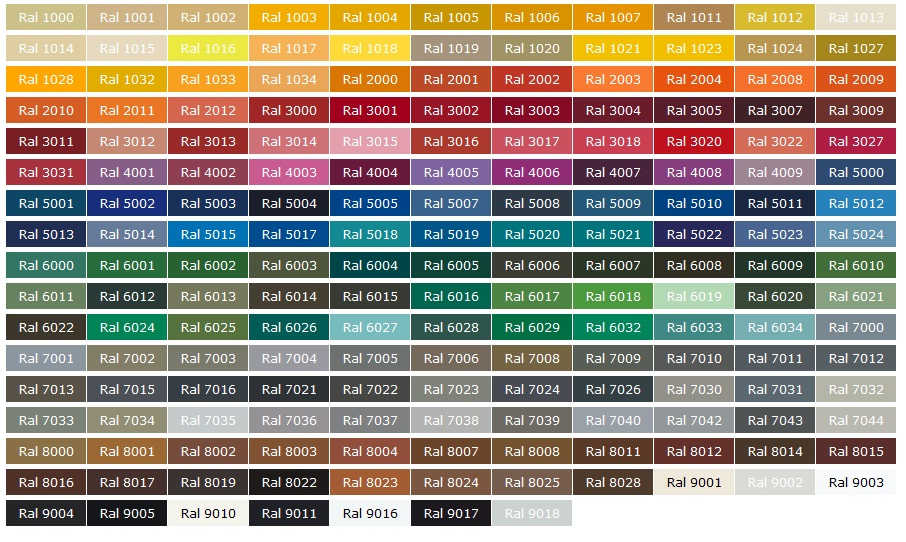 Ral 1000 Ral 1001 Ral 1002 Ral 1003 Ral 1004 Ral 1005 Ral 1006 Ral 1007 Ral 1011 Ral 1012 Ral 1013
Ral 1014 Ral 1015 Ral 1016 Ral 1017 Ral 1018 Ral 1019 Ral 1020 Ral 1021 Ral 1023 Ral 1024 Ral 1027
Ral 1028 Ral 1032 Ral 1033 Ral 1034 Ral 2000 Ral 2001 Ral 2002 Ral 2003 Ral 2004 Ral 2008 Ral 2009
Ral 2010 Ral 2011 Ral 2012 Ral 3000 Ral 3001 Ral 3002 Ral 3003 Ral 3004 Ral 3005 Ral 3007 Ral 3009
Ral 3011 Ral 3012 Ral 3013 Ral 3014 Ral 3015 Ral 3016 Ral 3017 Ral 3018 Ral 3020 Ral 3022 Ral 3027
Ral 3031 Ral 4001 Ral 4002 Ral 4003 Ral 4004 Ral 4005 Ral 4006 Ral 4007 Ral 4008 Ral 4009 Ral 5000
Ral 5001 Ral 5002 Ral 5003 Ral 5004 Ral 5005 Ral 5007 Ral 5008 Ral 5009 Ral 5010 Ral 5011 Ral 5012
Ral 5013 Ral 5014 Ral 5015 Ral 5017 Ral 5018 Ral 5019 Ral 5020 Ral 5021 Ral 5022 Ral 5023 Ral 5024
Ral 6000 Ral 6001 Ral 6002 Ral 6003 Ral 6004 Ral 6005 Ral 6006 Ral 6007 Ral 6008 Ral 6009 Ral 6010
Ral 6011 Ral 6012 Ral 6013 Ral 6014 Ral 6015 Ral 6016 Ral 6017 Ral 6018 Ral 6019 Ral 6020 Ral 6021
Ral 6022 Ral 6024 Ral 6025 Ral 6026 Ral 6027 Ral 6028 Ral 6029 Ral 6032 Ral 6033 Ral 6034 Ral 7000
Ral 7001 Ral 7002 Ral 7003 Ral 7004 Ral 7005 Ral 7006 Ral 7008 Ral 7009 Ral 7010 Ral 7011 Ral 7012
Ral 7013 Ral 7015 Ral 7016 Ral 7021 Ral 7022 Ral 7023 Ral 7024 Ral 7026 Ral 7030 Ral 7031 Ral 7032
Ral 7033 Ral 7034 Ral 7035 Ral 7036 Ral 7037 Ral 7038 Ral 7039 Ral 7040 Ral 7042 Ral 7043 Ral 7044
Ral 8000 Ral 8001 Ral 8002 Ral 8003 Ral 8004 Ral 8007 Ral 8008 Ral 8011 Ral 8012 Ral 8014 Ral 8015
Ral 8016 Ral 8017 Ral 8019 Ral 8022 Ral 8023 Ral 8024 Ral 8025 Ral 8028 Ral 9001 Ral 9002 Ral 9003
Ral 9004 Ral 9005 Ral 9010 Ral 9011 Ral 9016 Ral 9017 Ral 9018